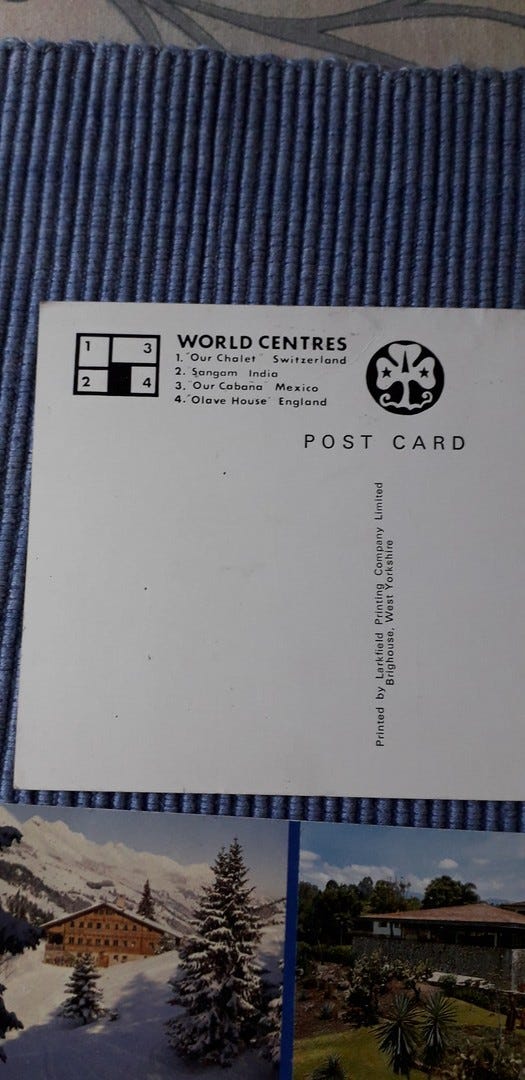 1 3
2 4
WORLD CENTRES
1. "Our Chalet" Switzerland
2. Sangam India
3. "Our Cabaña" Mexico
4. "Olave House" England
POST CARD
Printed by Larkfield Printing Company Limited
Brighouse, West Yorkshire